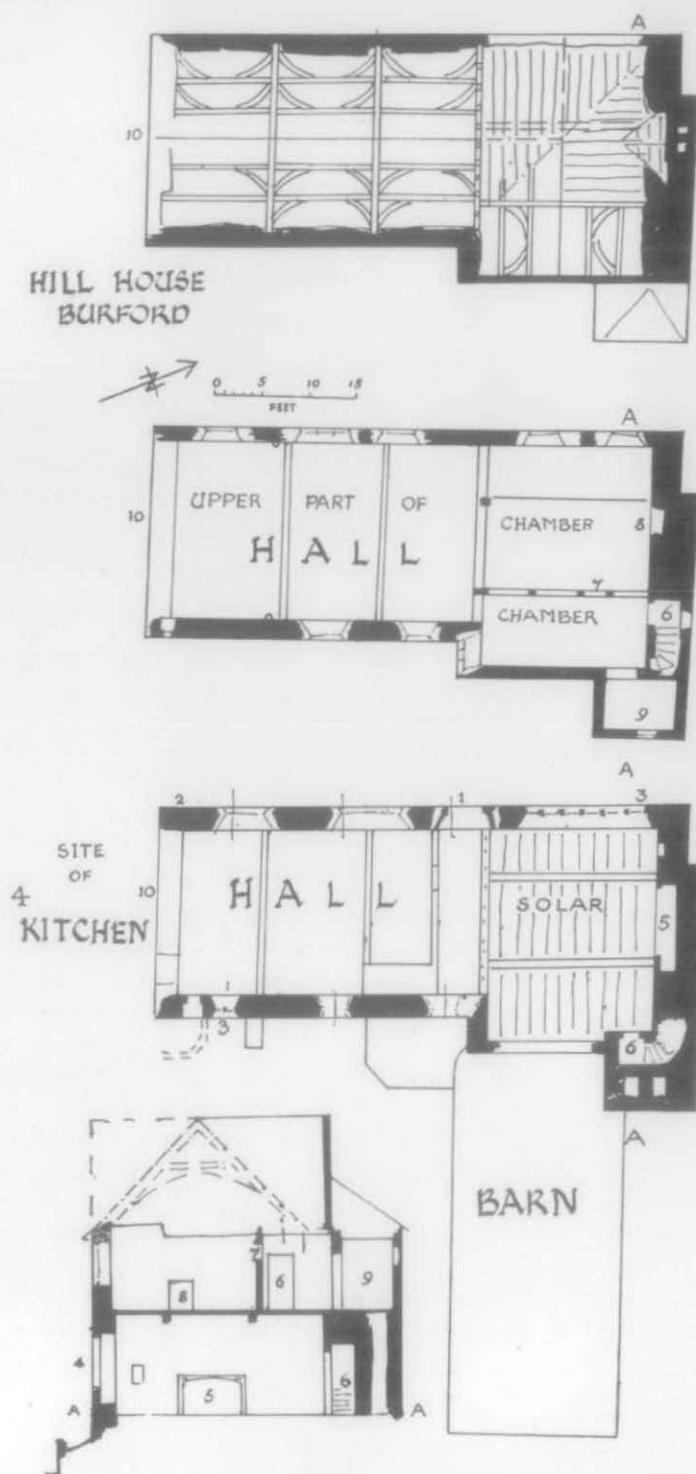 A
10
HILL HOUSE
BURFORD
N
0 5 10 15
FEET
A
10
UPPER PART OF
HALL
CHAMBER
8
7
CHAMBER
6
9
A
2 1 1 3
SITE
OF
4
KITCHEN
10
HALL
SOLAR
5
1
3
6
A
BARN
7
8
6
9
4
5
6
A A